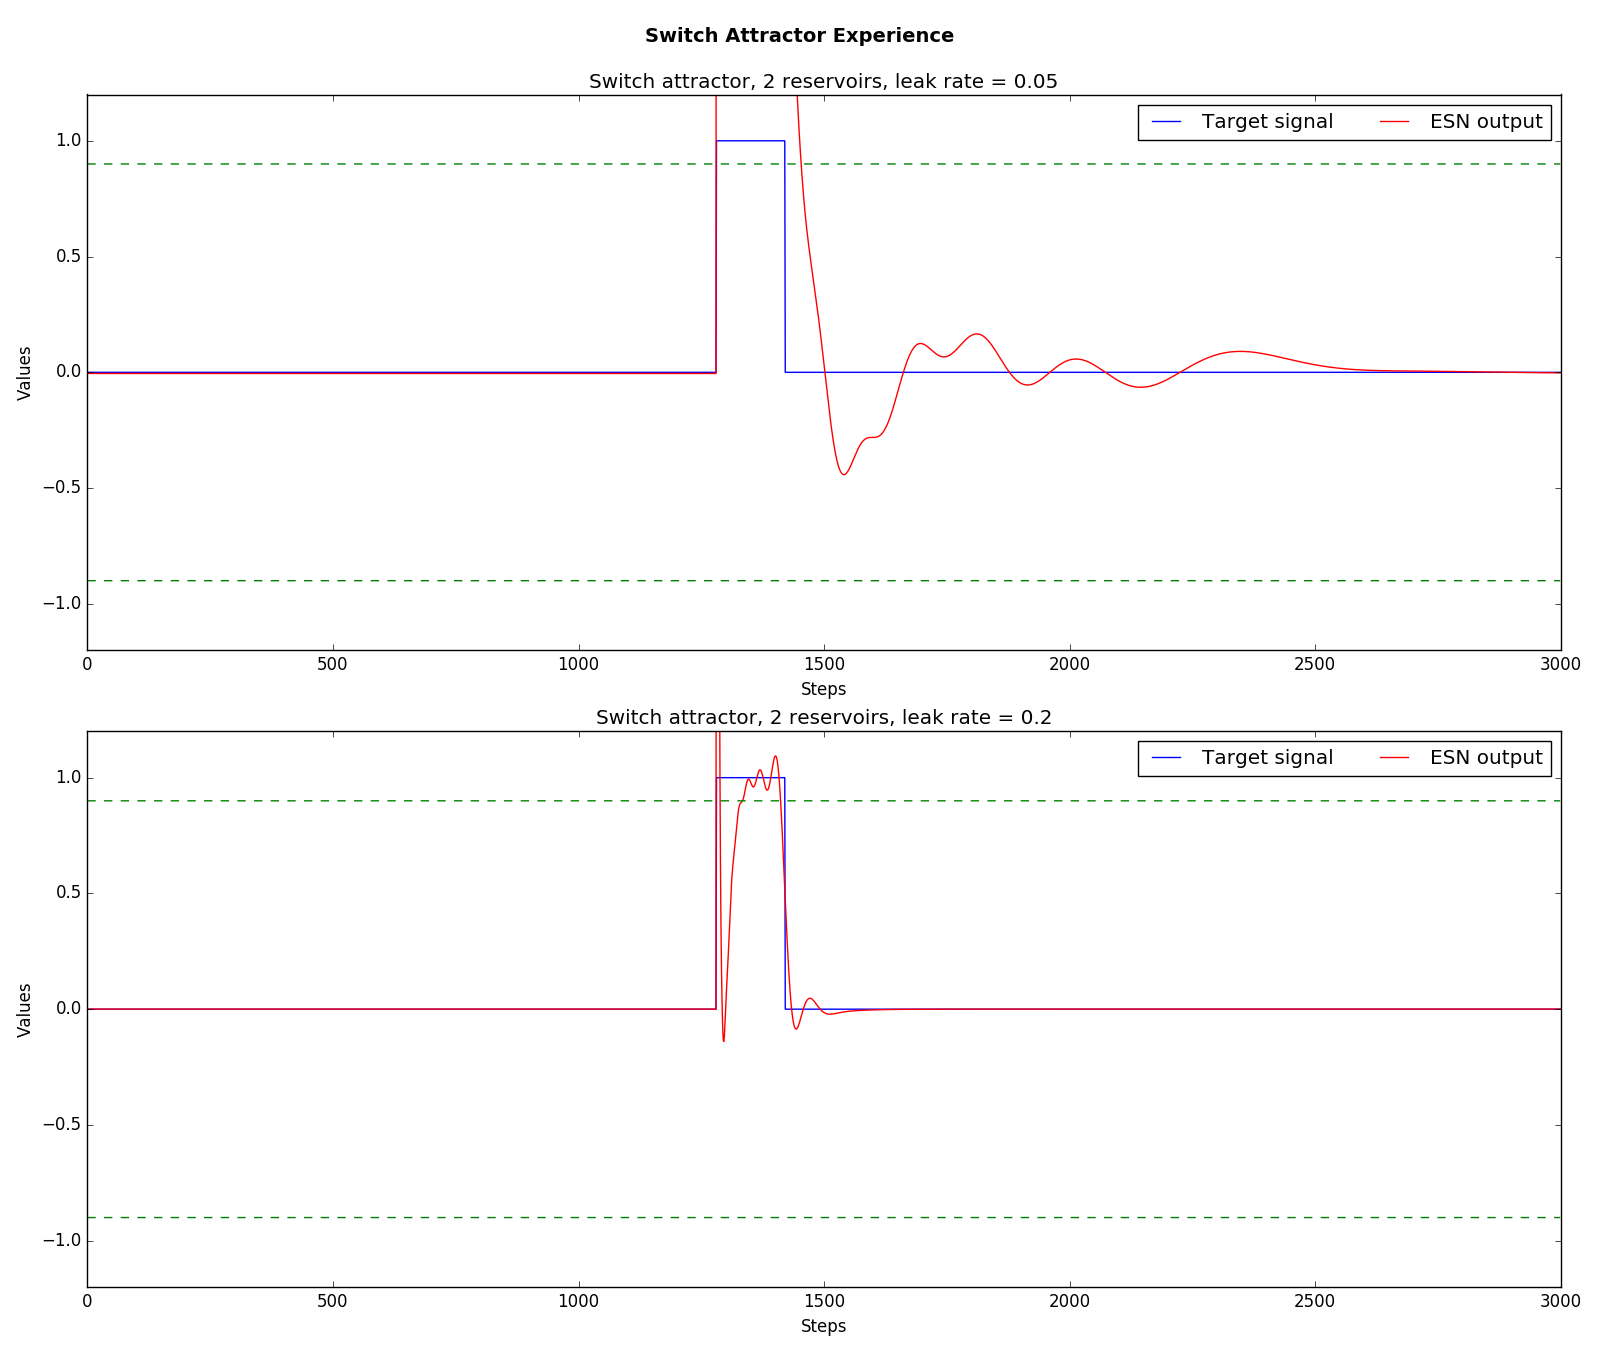 Switch Attractor Experience
Switch attractor, 2 reservoirs, leak rate = 0.05
Target signal ESN output
1.0
0.5
0.0
−0.5
−1.0
Values
0 500 1000 1500 2000 2500 3000
Steps
Switch attractor, 2 reservoirs, leak rate = 0.2
Target signal ESN output
1.0
0.5
0.0
−0.5
−1.0
Values
0 500 1000 1500 2000 2500 3000
Steps